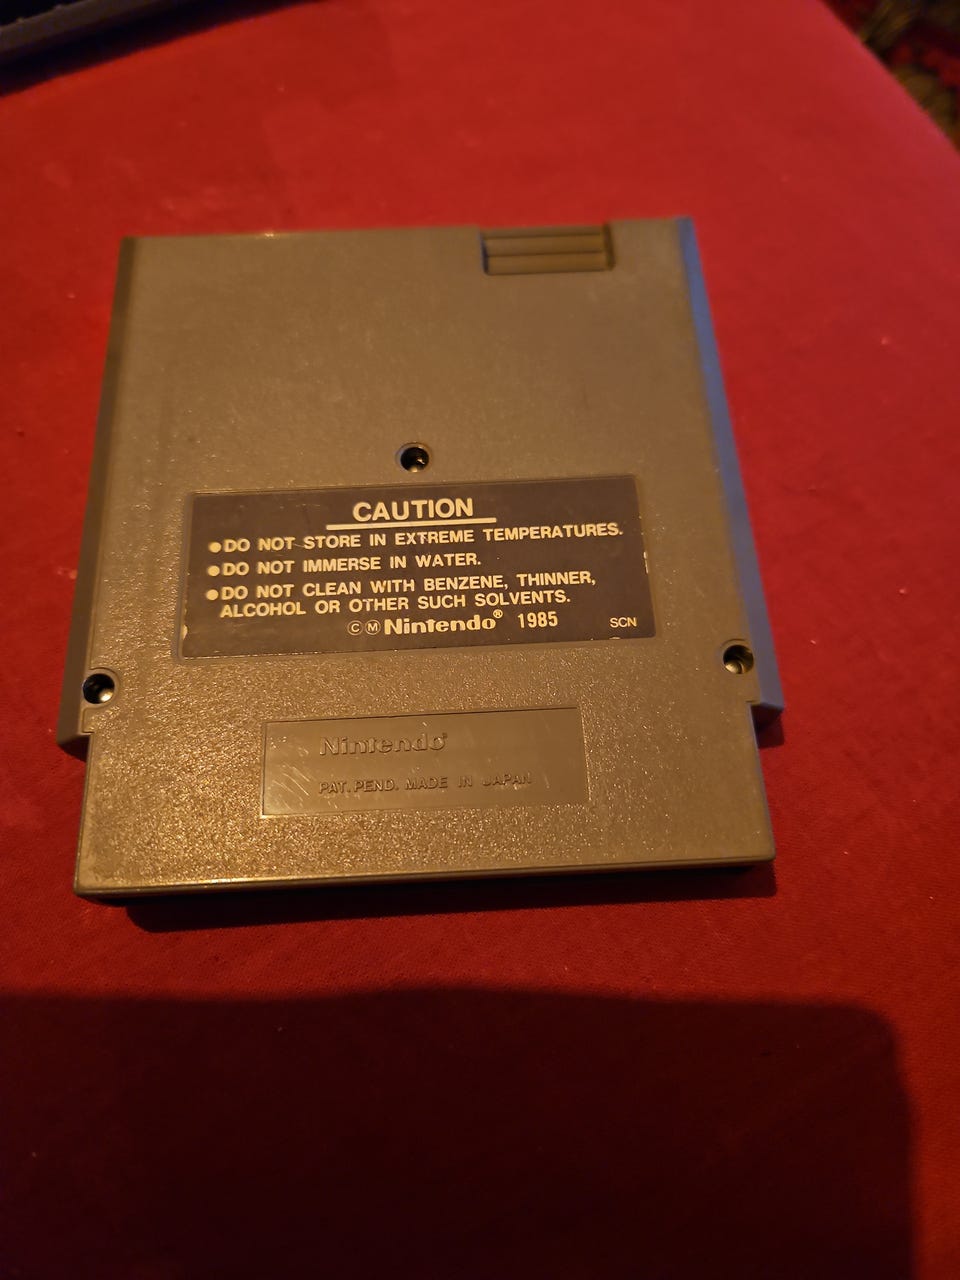 CAUTION
●DO NOT STORE IN EXTREME TEMPERATURES.
●DO NOT IMMERSE IN WATER.
●DO NOT CLEAN WITH BENZENE, THINNER,
ALCOHOL OR OTHER SUCH SOLVENTS.
ⒸⓂNintendo® 1985 SCN
Nintendo®
PAT. PEND. MADE IN JAPAN